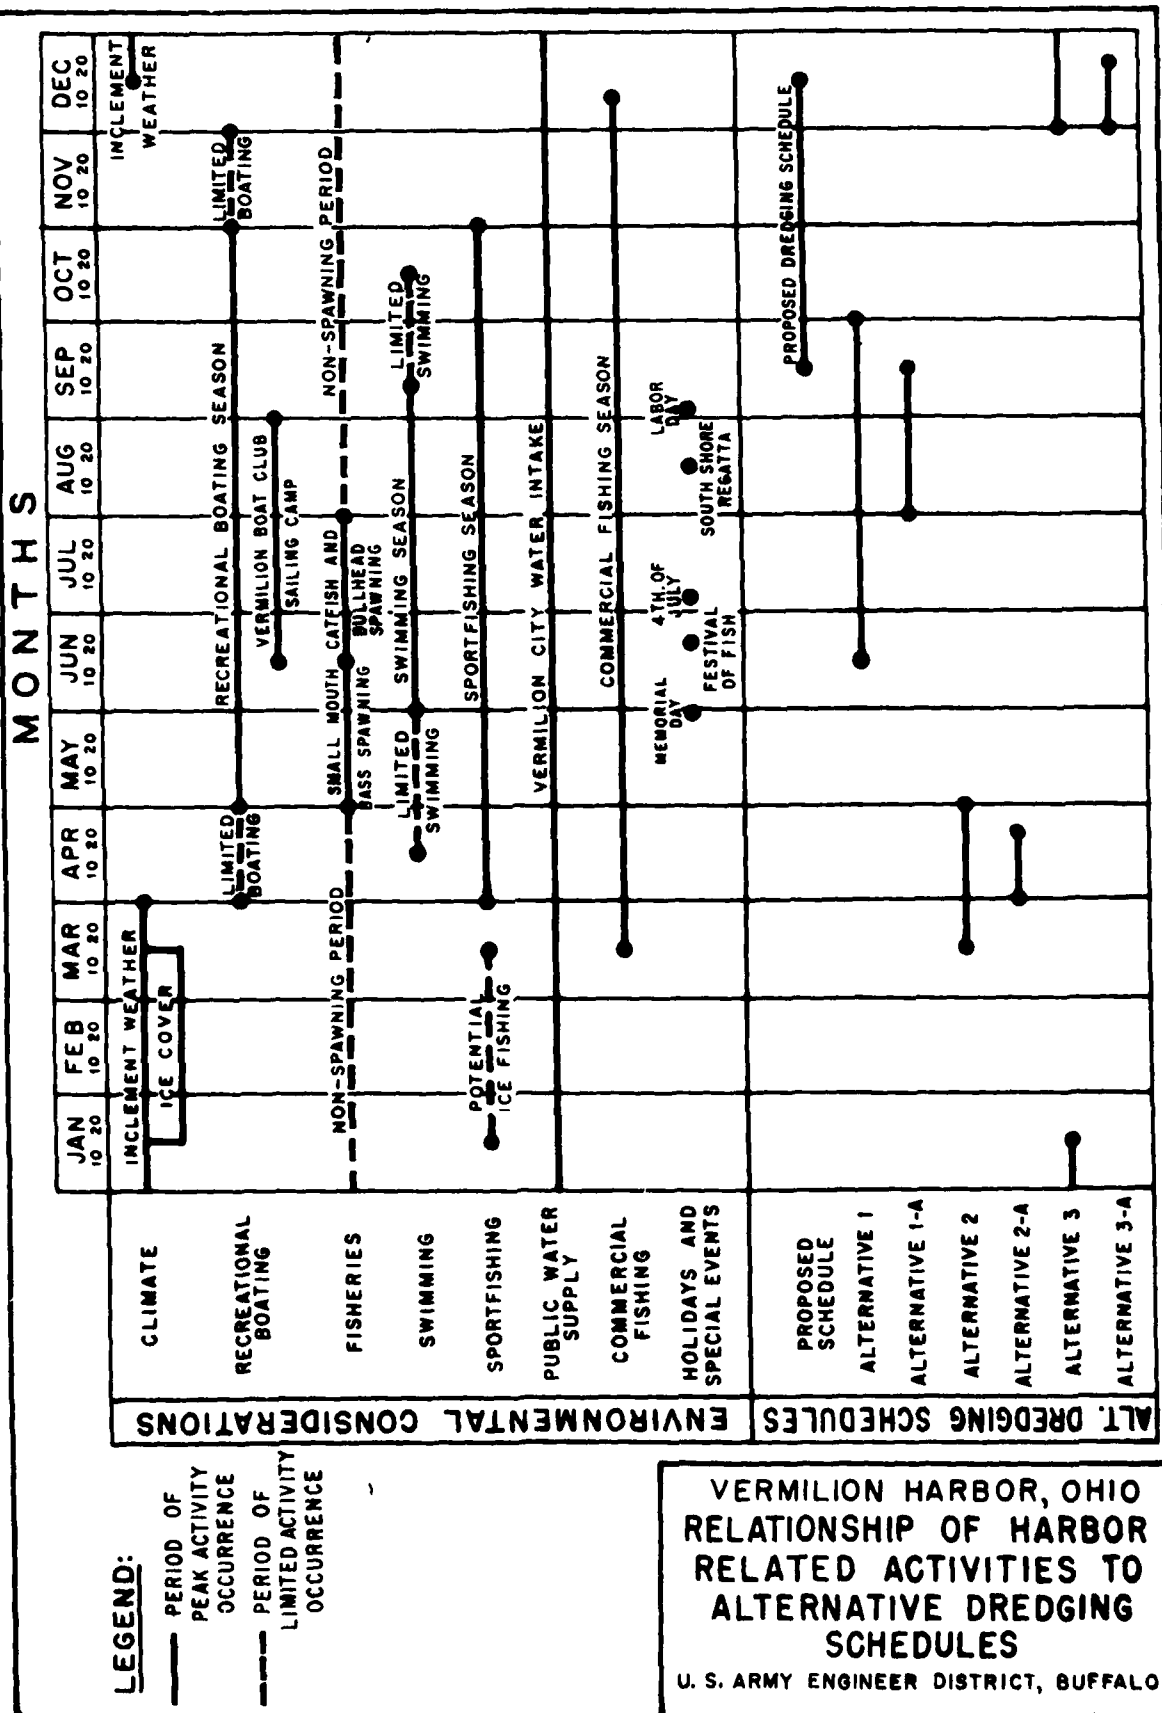 MONTHS
JAN FEB MAR APR MAY JUN JUL AUG SEP OCT NOV DEC
10 20 10 20 10 20 10 20 10 20 10 20 10 20 10 20 10 20 10 20 10 20 10 20
ENVIRONMENTAL CONSIDERATIONS
CLIMATE
INCLEMENT WEATHER
ICE COVER
INCLEMENT
WEATHER
RECREATIONAL
BOATING
LIMITED
BOATING
RECREATIONAL BOATING SEASON
VERMILION BOAT CLUB
SAILING CAMP
LIMITED
BOATING
FISHERIES
NON-SPAWNING PERIOD
SMALL MOUTH
BASS SPAWNING
CATFISH AND
BULLHEAD
SPAWNING
NON-SPAWNING PERIOD
SWIMMING
LIMITED
SWIMMING
SWIMMING SEASON
LIMITED
SWIMMING
SPORTFISHING
POTENTIAL
ICE FISHING
SPORTFISHING SEASON
PUBLIC WATER
SUPPLY
VERMILION CITY WATER INTAKE
COMMERCIAL
FISHING
COMMERCIAL FISHING SEASON
HOLIDAYS AND
SPECIAL EVENTS
MEMORIAL
DAY
FESTIVAL
OF FISH
4TH. OF
JULY
SOUTH SHORE
REGATTA
LABOR
DAY
ALT. DREDGING SCHEDULES
PROPOSED
SCHEDULE
PROPOSED DREDGING SCHEDULE
ALTERNATIVE 1
ALTERNATIVE 1-A
ALTERNATIVE 2
ALTERNATIVE 2-A
ALTERNATIVE 3
ALTERNATIVE 3-A
LEGEND:
PERIOD OF
PEAK ACTIVITY
OCCURRENCE
PERIOD OF
LIMITED ACTIVITY
OCCURRENCE
VERMILION HARBOR, OHIO
RELATIONSHIP OF HARBOR
RELATED ACTIVITIES TO
ALTERNATIVE DREDGING
SCHEDULES
U. S. ARMY ENGINEER DISTRICT, BUFFALO